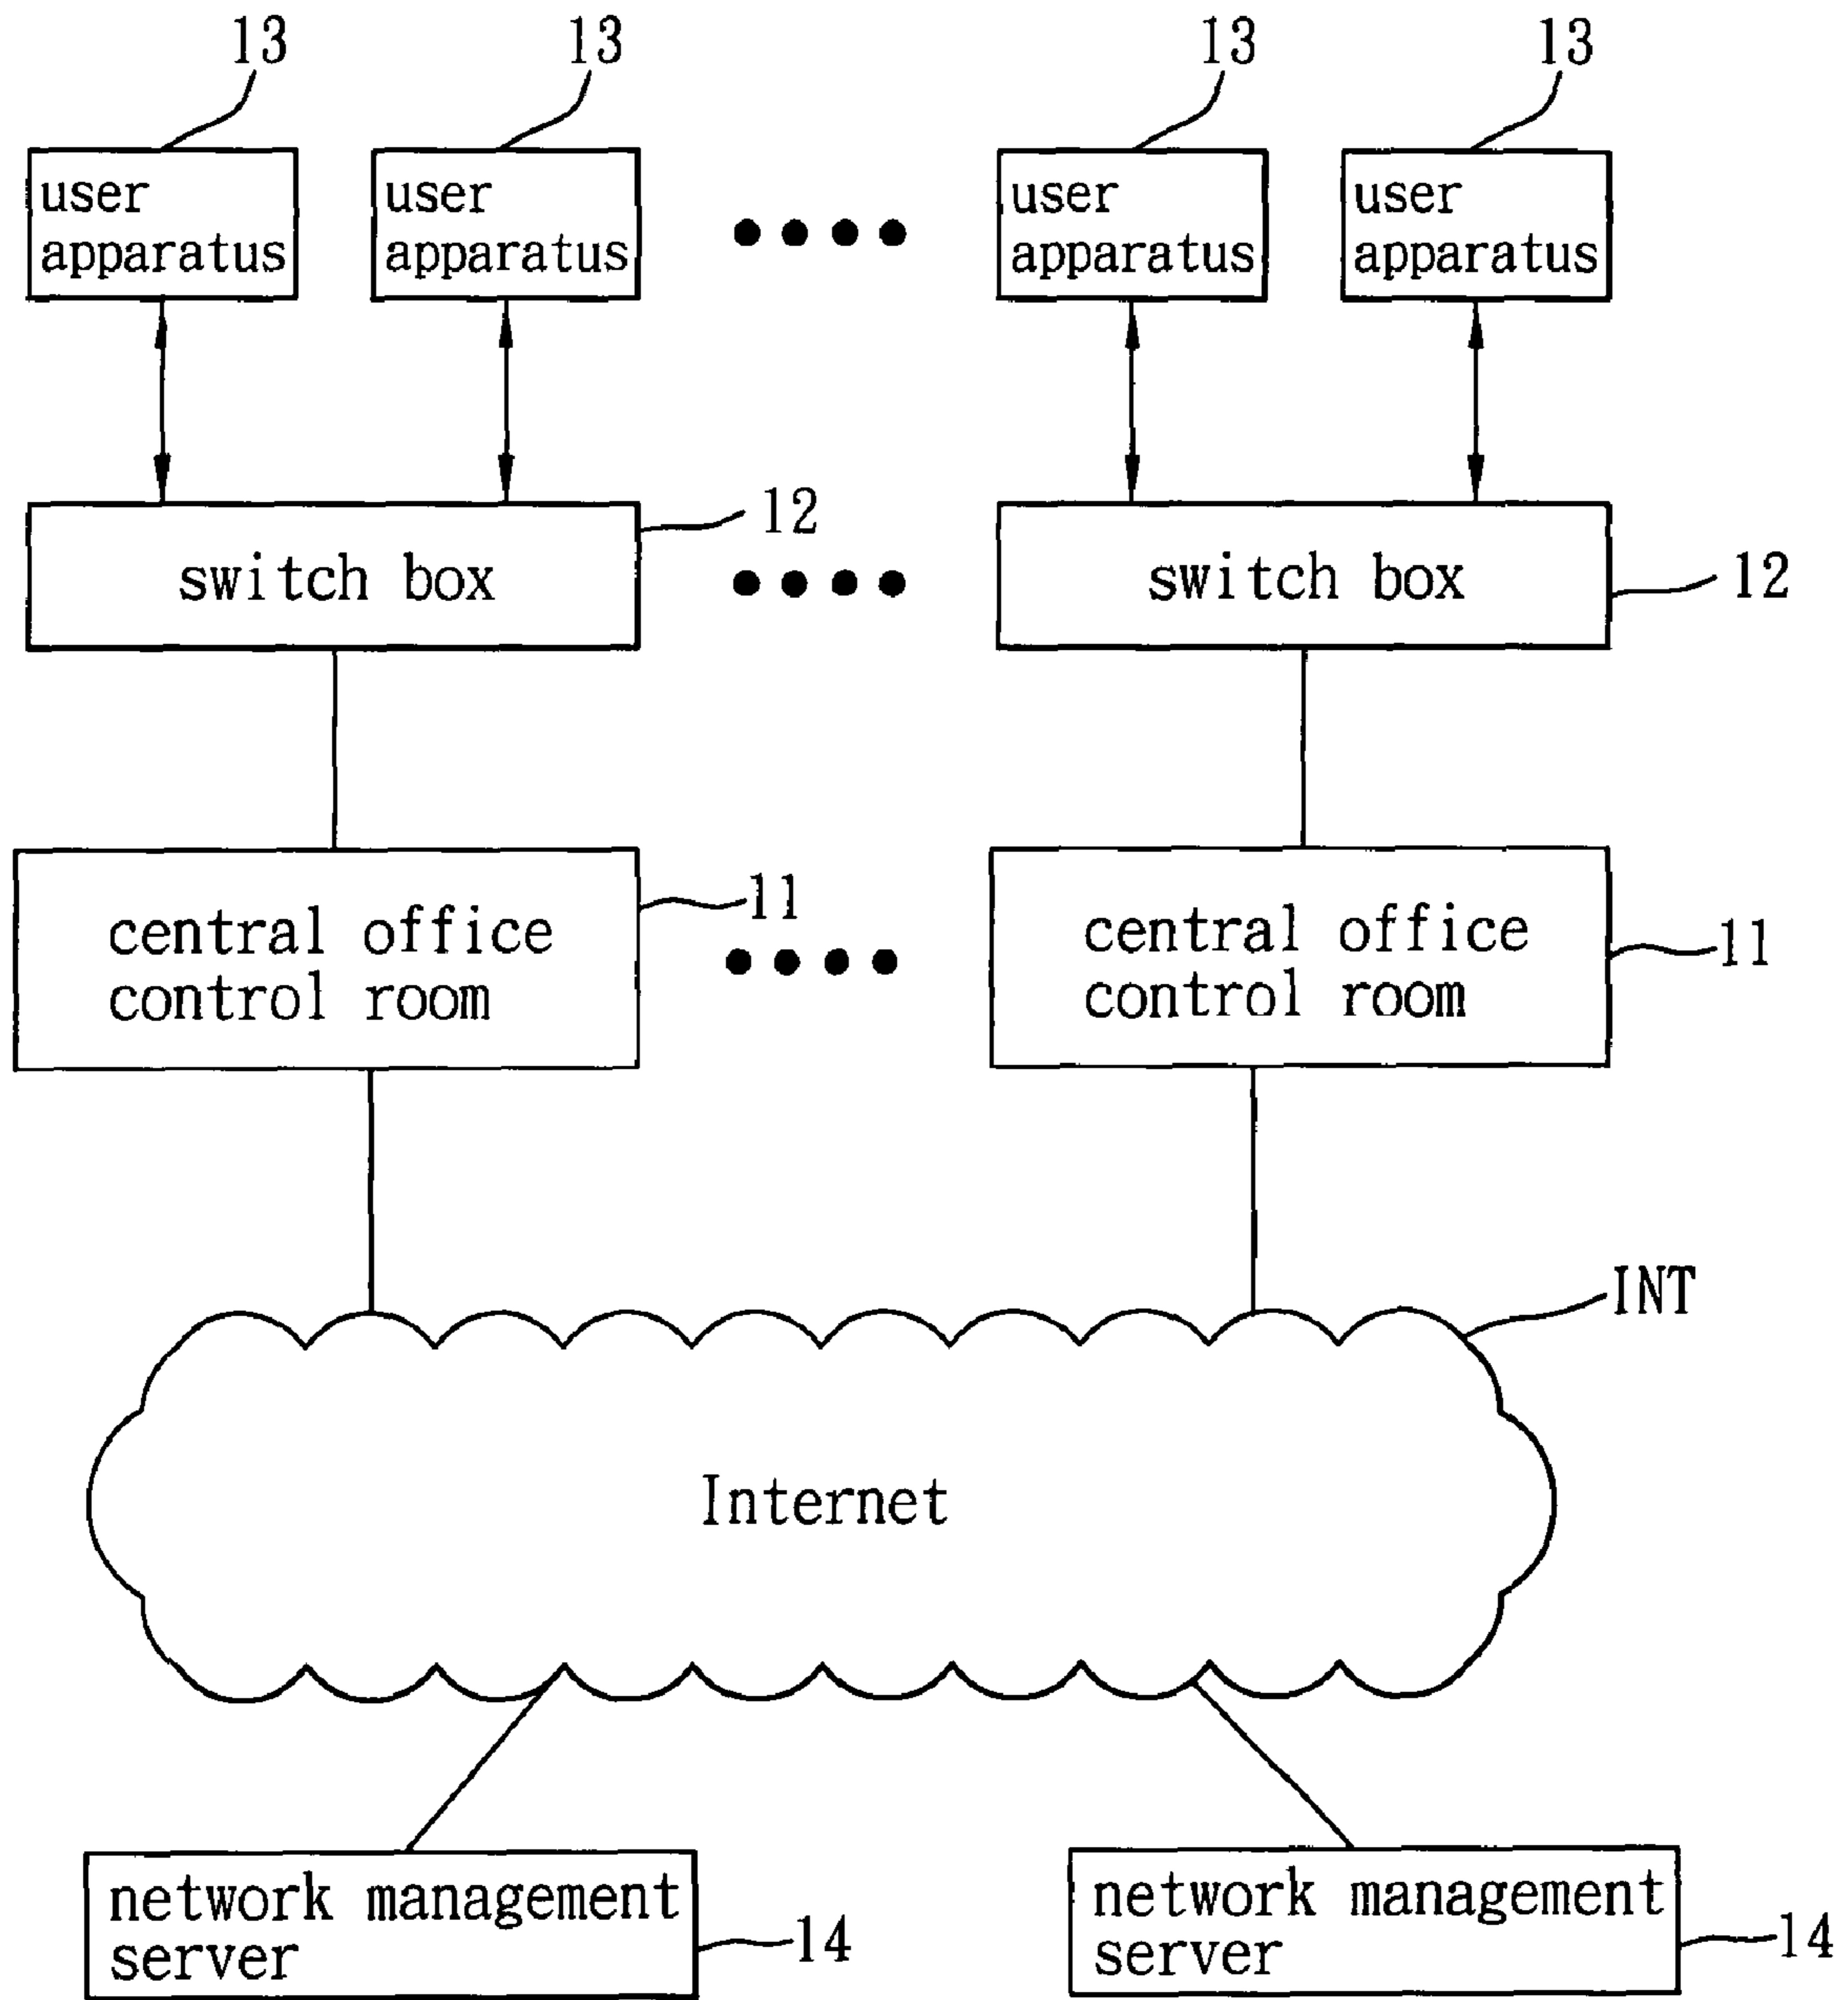 13 13 13 13
user user user user
apparatus apparatus apparatus apparatus
12
switch box switch box 12
11
central office central office 11
control room control room
INT
Internet
network management network management
server 14 server 14